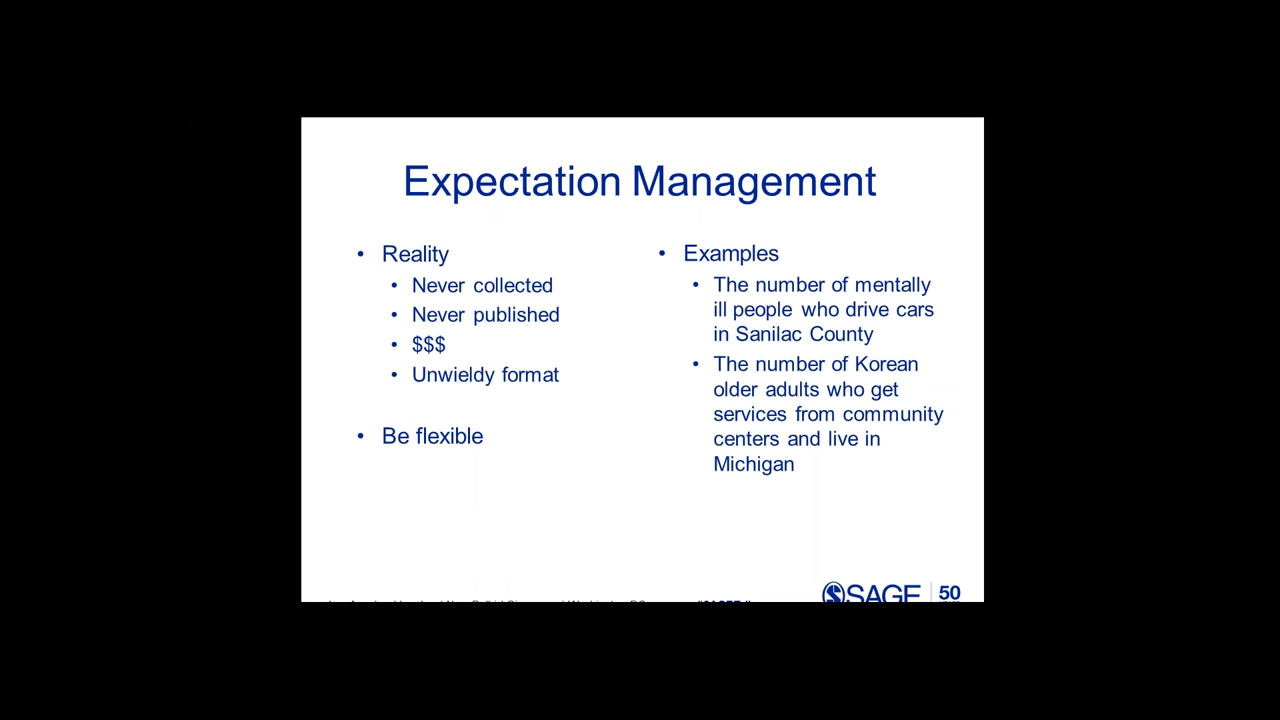 Expectation Management
• Reality
• Never collected
• Never published
• $$$
• Unwieldy format
• Be flexible
• Examples
• The number of mentally
ill people who drive cars
in Sanilac County
• The number of Korean
older adults who get
services from community
centers and live in
Michigan
SAGE 50